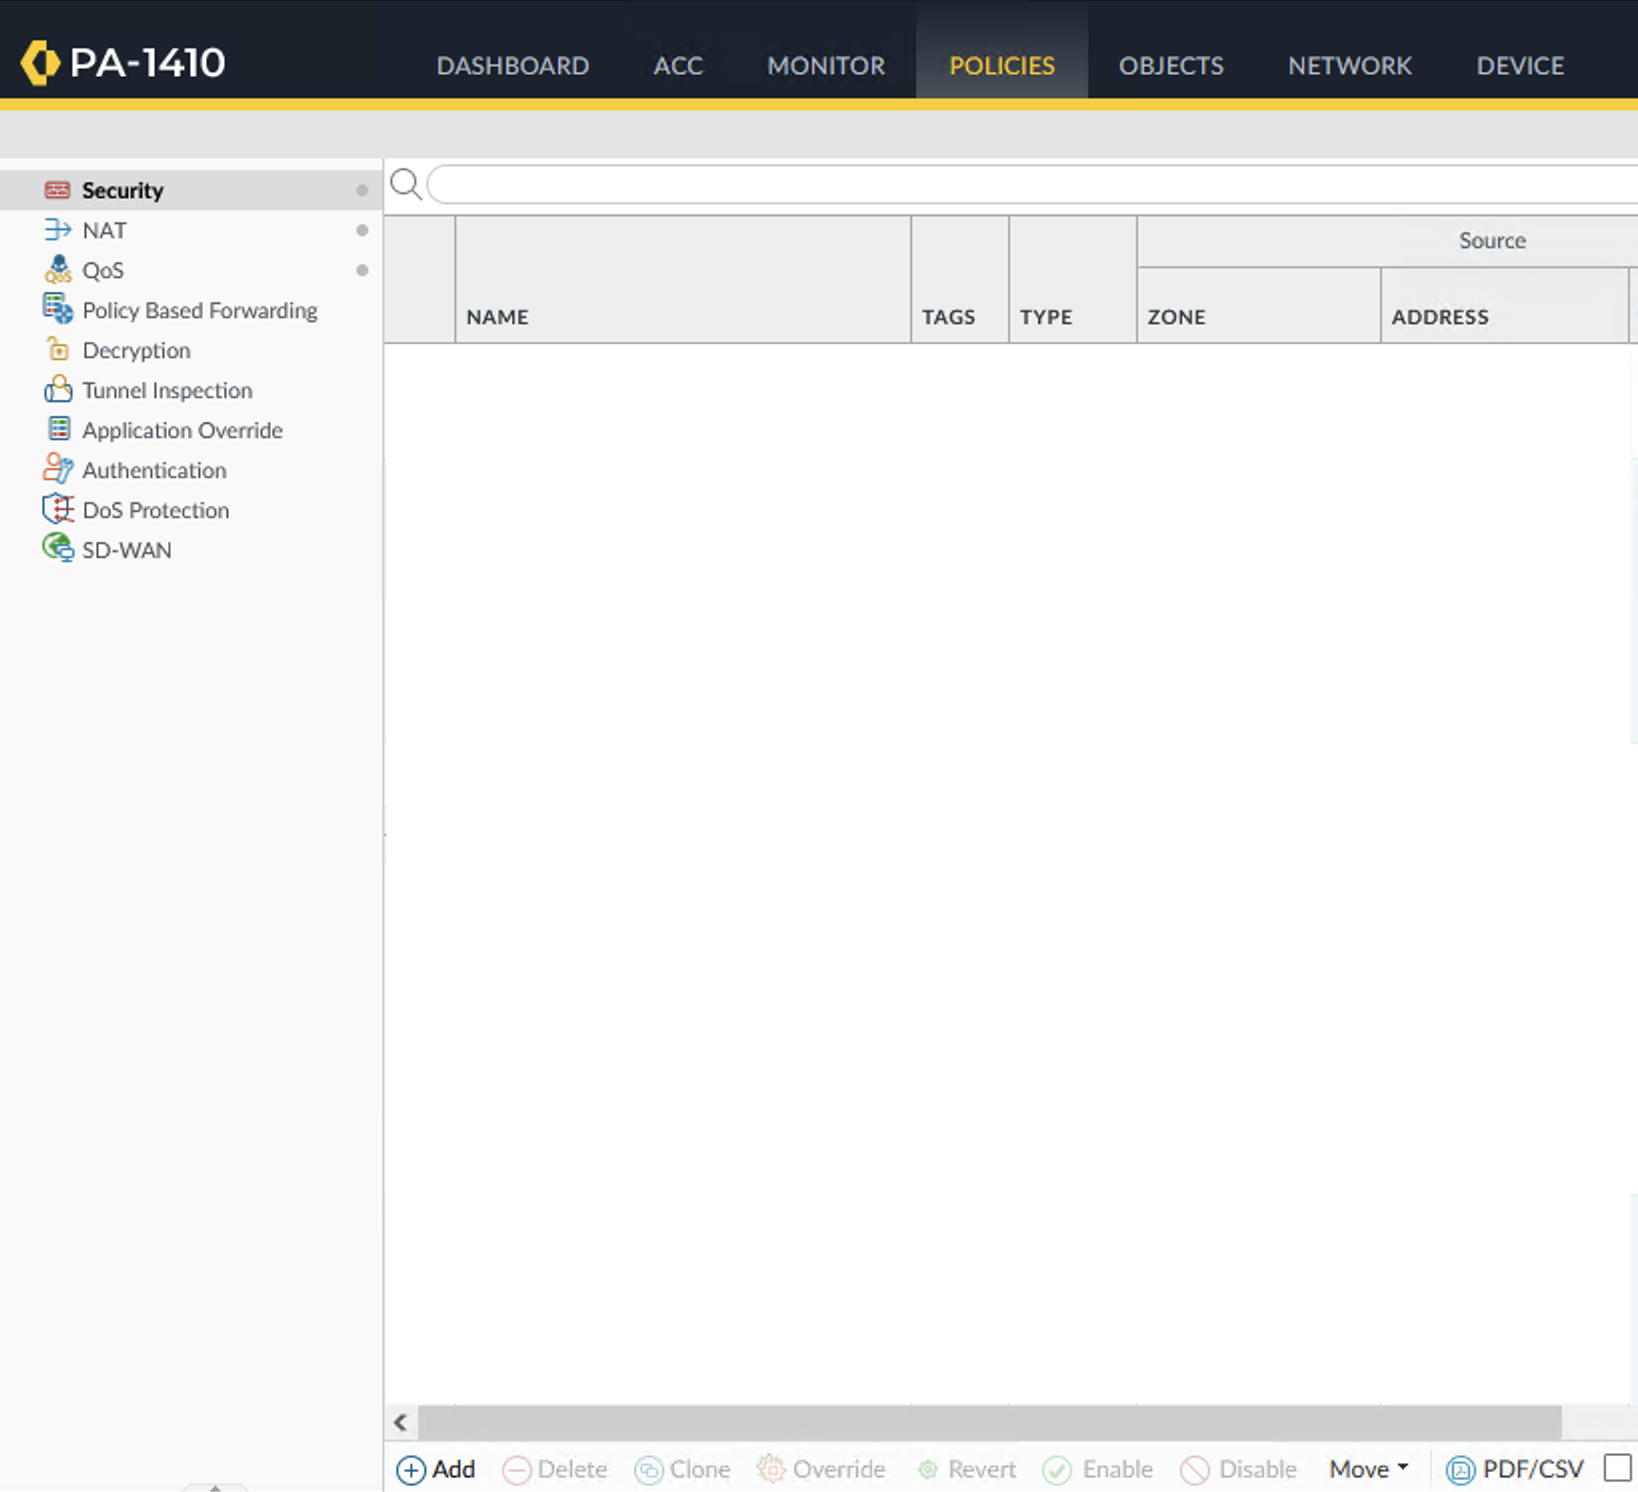 PA-1410
DASHBOARD ACC MONITOR POLICIES OBJECTS NETWORK DEVICE
Security
NAT
QoS
Policy Based Forwarding
Decryption
Tunnel Inspection
Application Override
Authentication
DoS Protection
SD-WAN
Source
NAME TAGS TYPE ZONE ADDRESS
Add Delete Clone Override Revert Enable Disable Move PDF/CSV